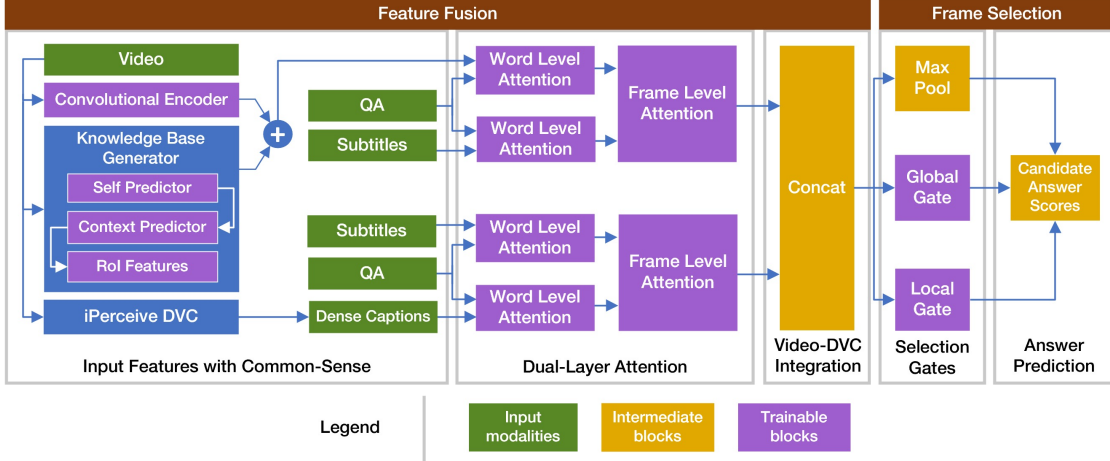 Feature Fusion
Frame Selection
Video
Convolutional Encoder
Knowledge Base
Generator
Self Predictor
Context Predictor
RoI Features
iPerceive DVC
+
QA
Subtitles
Subtitles
QA
Dense Captions
Input Features with Common-Sense
Word Level
Attention
Word Level
Attention
Frame Level
Attention
Word Level
Attention
Word Level
Attention
Frame Level
Attention
Dual-Layer Attention
Concat
Video-DVC
Integration
Max
Pool
Global
Gate
Local
Gate
Selection
Gates
Candidate
Answer
Scores
Answer
Prediction
Legend
Input
modalities
Intermediate
blocks
Trainable
blocks